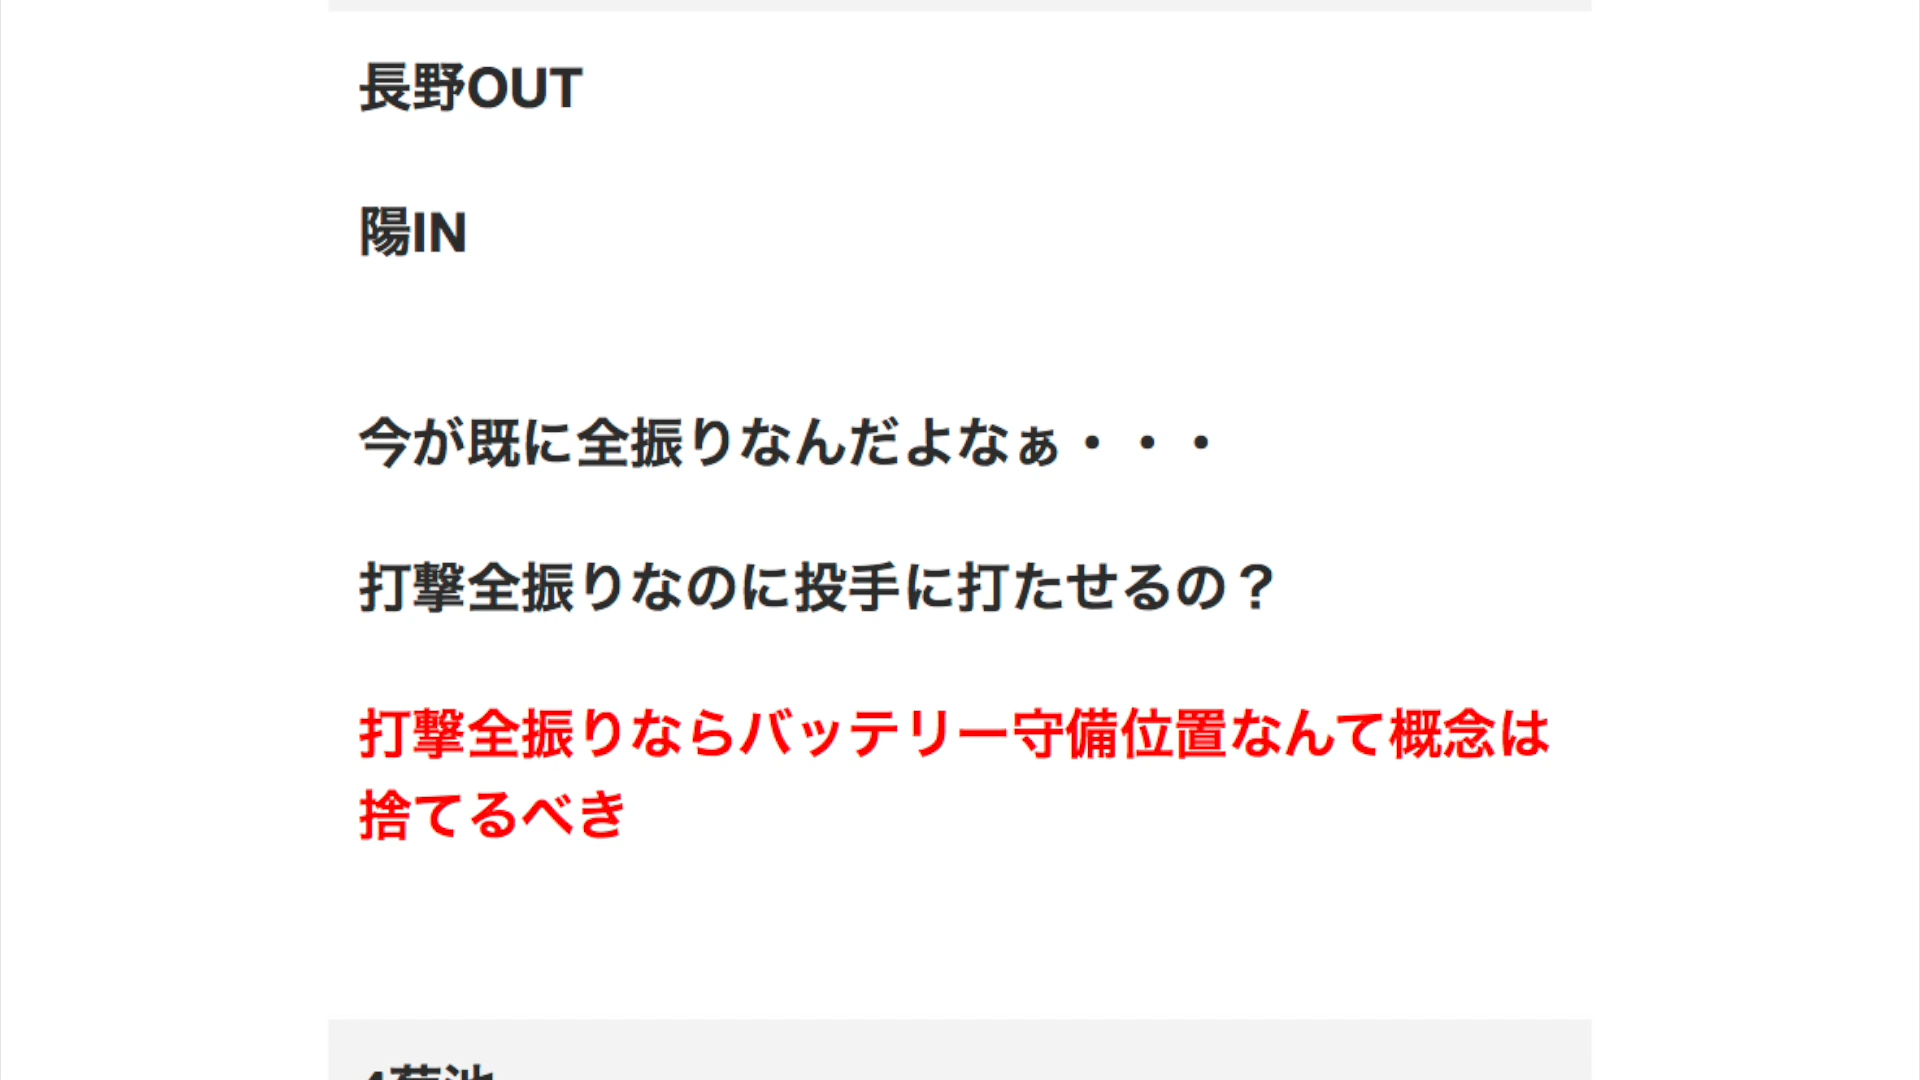 長野OUT
陽IN
今が既に全振りなんだよなぁ・・・
打撃全振りなのに投手に打たせるの？
打撃全振りならバッテリー守備位置なんて概念は
捨てるべき
4菊池